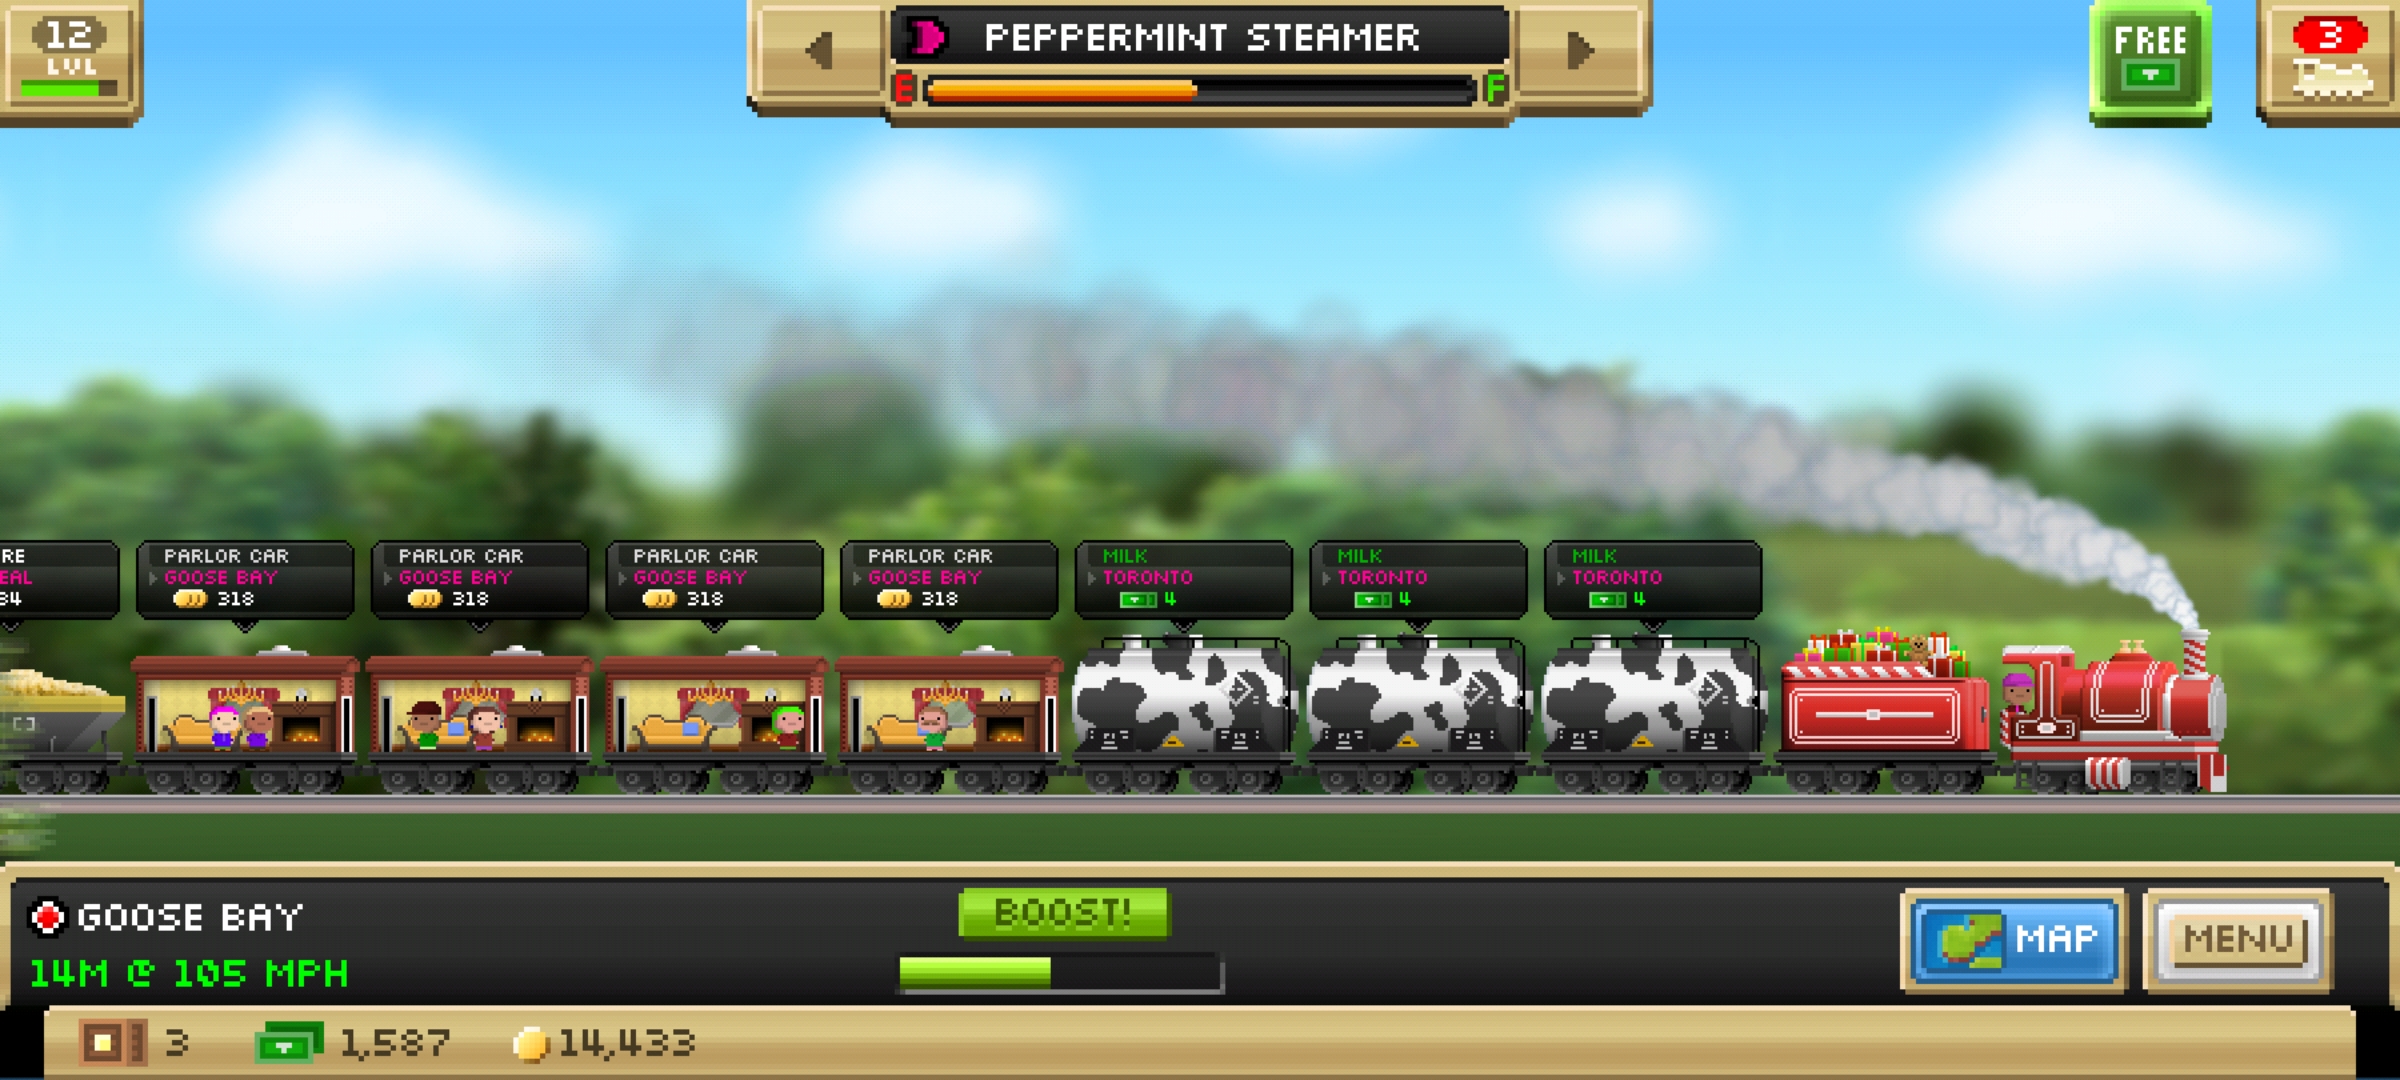 12
LVL
PEPPERMINT STEAMER
E
F
FREE
3
RE
EAL
34
PARLOR CAR
GOOSE BAY
318
PARLOR CAR
GOOSE BAY
318
PARLOR CAR
GOOSE BAY
318
PARLOR CAR
GOOSE BAY
318
MILK
TORONTO
4
MILK
TORONTO
4
MILK
TORONTO
4
GOOSE BAY
14M @ 105 MPH
BOOST!
MAP
MENU
3
1,587
14,433